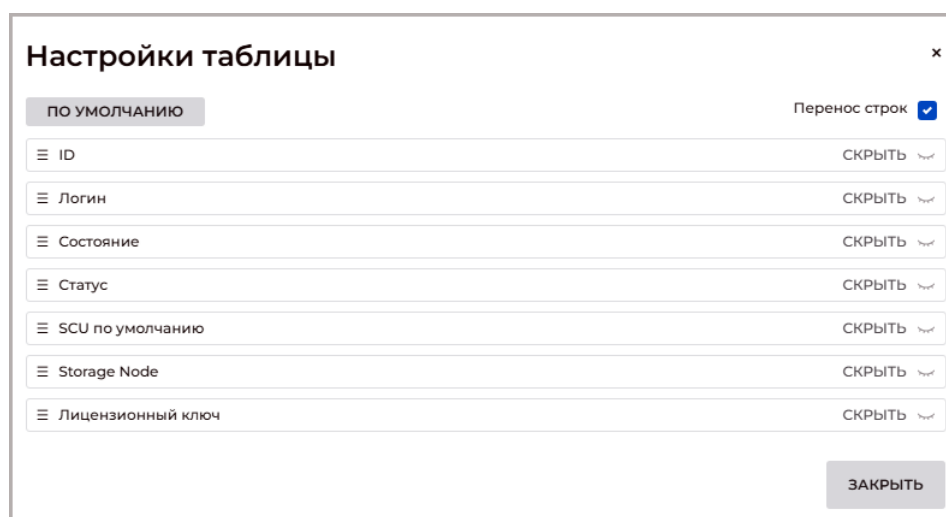 Настройки таблицы
ПО УМОЛЧАНИЮ Перенос строк
ID СКРЫТЬ
Логин СКРЫТЬ
Состояние СКРЫТЬ
Статус СКРЫТЬ
SCU по умолчанию СКРЫТЬ
Storage Node СКРЫТЬ
Лицензионный ключ СКРЫТЬ
ЗАКРЫТЬ